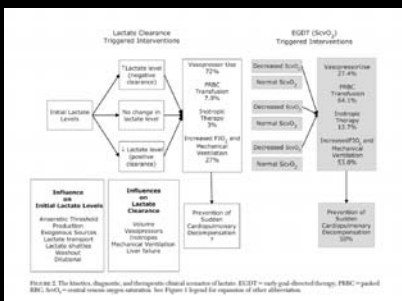 Lactate Clearance
Triggered Interventions
EGDT (ScvO₂)
Triggered Interventions
Initial Lactate
Levels
↑Lactate level
(negative
clearance)
No change in
lactate level
↓ Lactate level
(positive
clearance)
Vasopressor Use
72%
PRBC
Transfusion
7.3%
Inotropic
Therapy
3%
Increased FIO₂ and
Mechanical
Ventilation
27%
Decreased ScvO₂
Normal ScvO₂
Decreased ScvO₂
Normal ScvO₂
Decreased ScvO₂
Normal ScvO₂
Decreased ScvO₂
Normal ScvO₂
Vasopressor Use
27.4%
PRBC
Transfusion
64.1%
Inotropic
Therapy
13.7%
Increased FIO₂ and
Mechanical
Ventilation
53.8%
Influence
on
Initial Lactate Levels
Anaerobic Threshold
Production
Exogenous Sources
Lactate transport
Lactate shuttles
Washout
Dilutional
Influences
on
Lactate
Clearance
Volume
Vasopressors
Inotropes
Mechanical Ventilation
Liver failure
Prevention of
Sudden
Cardiopulmonary
Decompensation
?
Prevention of
Sudden
Cardiopulmonary
Decompensation
50%
FIGURE 2. The kinetics, diagnostic, and therapeutic clinical scenarios of lactate. EGDT = early goal-directed therapy; PRBC = packed
RBC; ScvO₂ = central venous oxygen saturation. See Figure 1 legend for expansion of other abbreviation.